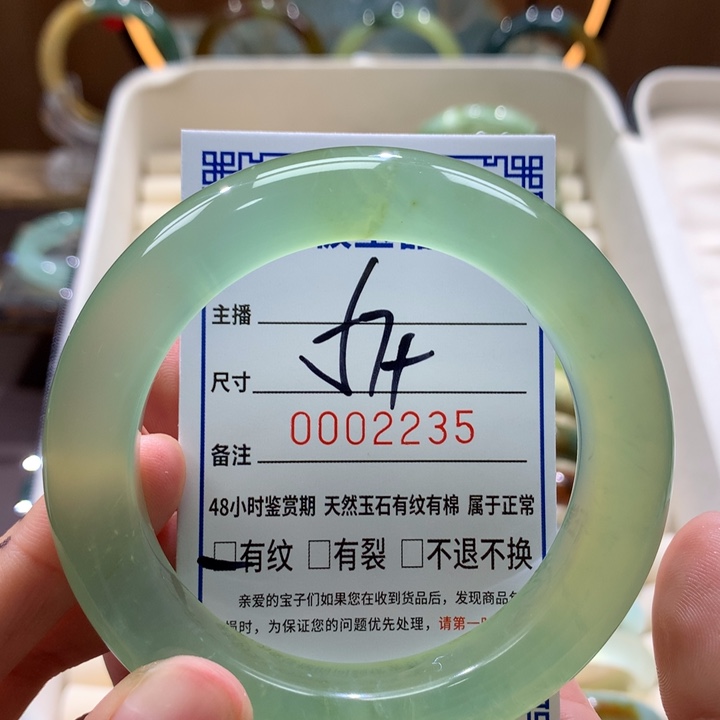 主播
尺寸
57+
0002235
备注
48小时鉴赏期 天然玉石有纹有棉 属于正常
□有纹 □有裂 □不退不换
亲爱的宝子们如果您在收到货品后，发现商品
损时，为保证您的问题优先处理，请第一